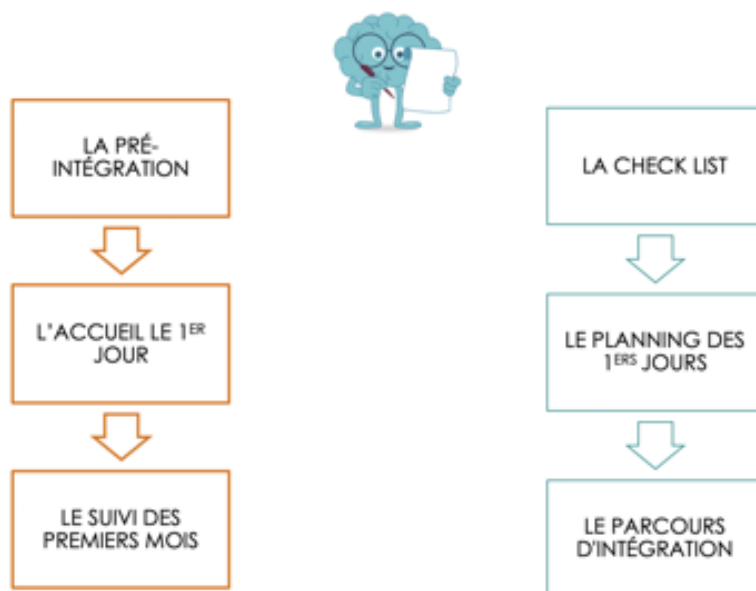 LA PRÉ-
INTÉGRATION
L'ACCUEIL LE 1ER
JOUR
LE SUIVI DES
PREMIERS MOIS
LA CHECK LIST
LE PLANNING DES
1ERS JOURS
LE PARCOURS
D'INTÉGRATION